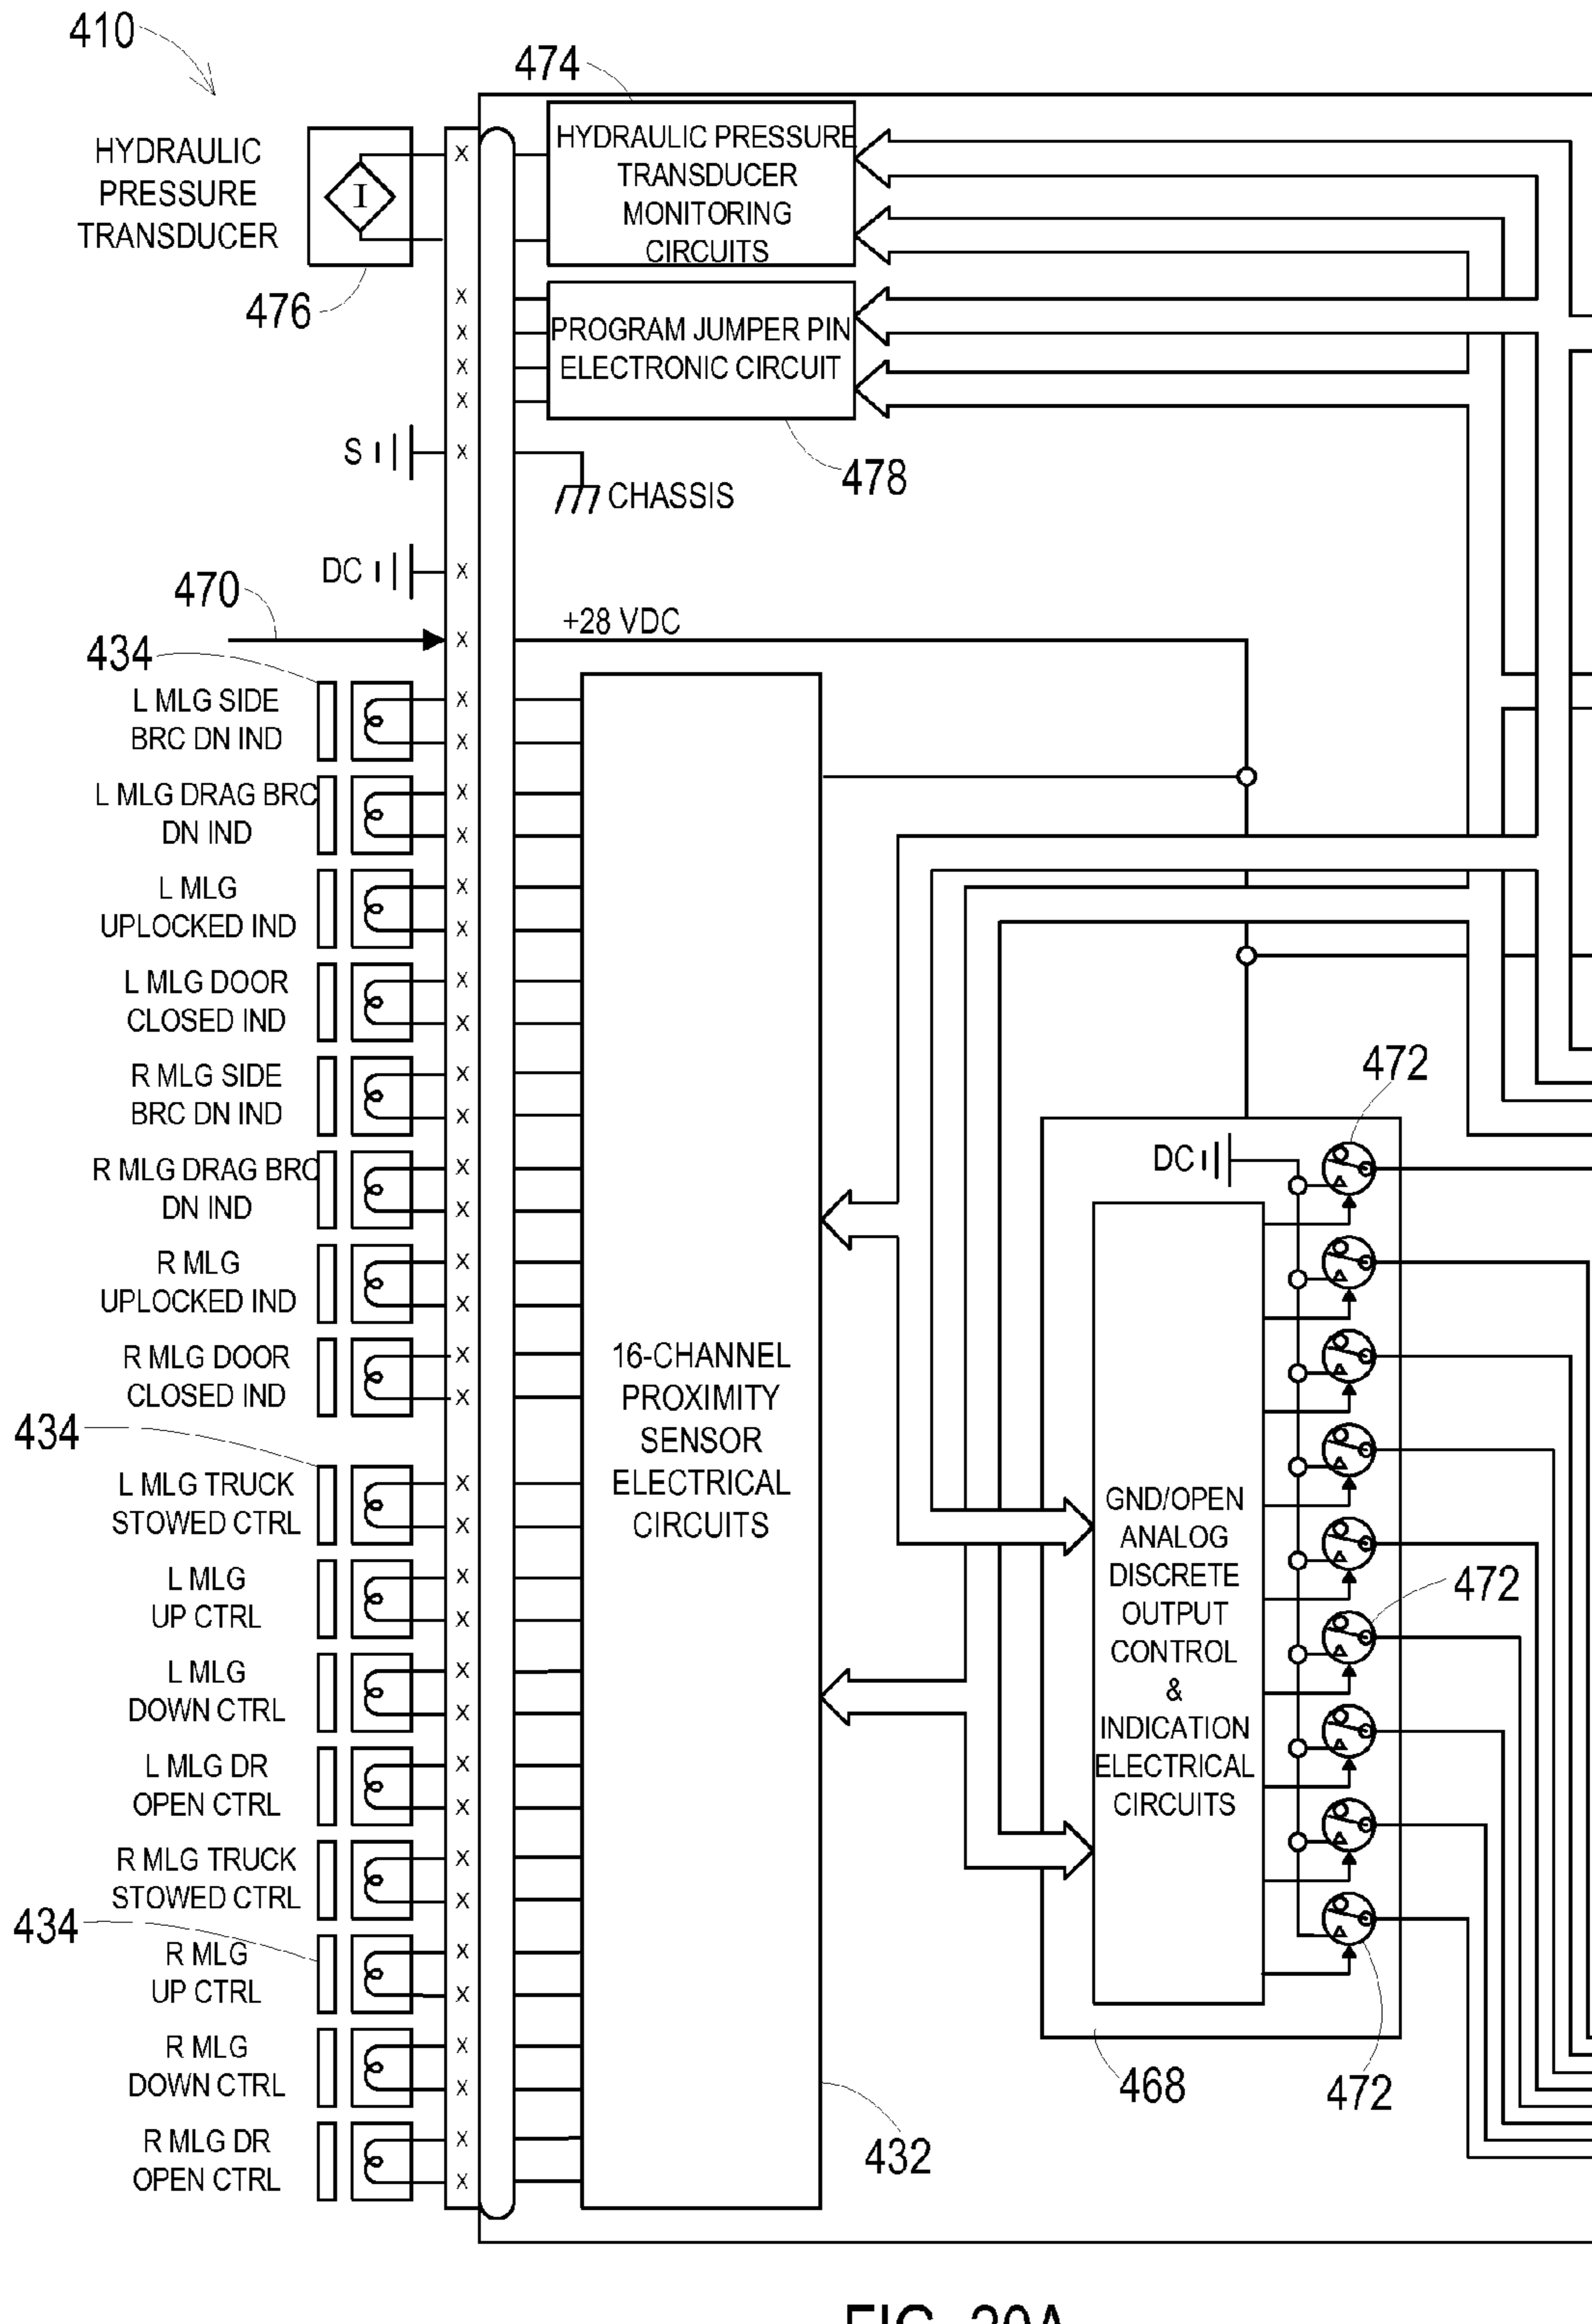 410
474
HYDRAULIC
PRESSURE
TRANSDUCER
I
X
HYDRAULIC PRESSURE
TRANSDUCER
MONITORING
CIRCUITS
476
X
X
X
X
PROGRAM JUMPER PIN
ELECTRONIC CIRCUIT
478
S
X
CHASSIS
DC
X
470
X
+28 VDC
434
L MLG SIDE
BRC DN IND
X
X
L MLG DRAG BRC
DN IND
X
X
L MLG
UPLOCKED IND
X
X
L MLG DOOR
CLOSED IND
X
X
R MLG SIDE
BRC DN IND
X
X
R MLG DRAG BRC
DN IND
X
X
R MLG
UPLOCKED IND
X
X
R MLG DOOR
CLOSED IND
X
X
434
L MLG TRUCK
STOWED CTRL
X
X
L MLG
UP CTRL
X
X
L MLG
DOWN CTRL
X
X
L MLG DR
OPEN CTRL
X
X
R MLG TRUCK
STOWED CTRL
X
X
434
R MLG
UP CTRL
X
X
R MLG
DOWN CTRL
X
X
R MLG DR
OPEN CTRL
X
X
16-CHANNEL
PROXIMITY
SENSOR
ELECTRICAL
CIRCUITS
432
472
DC
GND/OPEN
ANALOG
DISCRETE
OUTPUT
CONTROL
&
INDICATION
ELECTRICAL
CIRCUITS
472
468
472
FIG. 20A